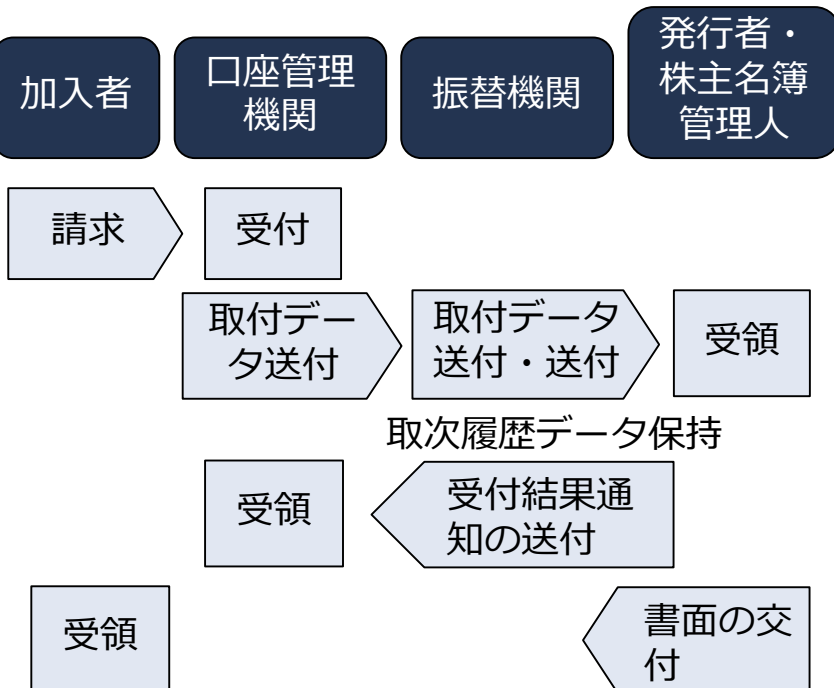 加入者
口座管理
機関
振替機関
発行者・
株主名簿
管理人
請求
受付
取付デー
タ送付
取付データ
送付・送付
受領
取次履歴データ保持
受領
受付結果通
知の送付
受領
書面の交
付